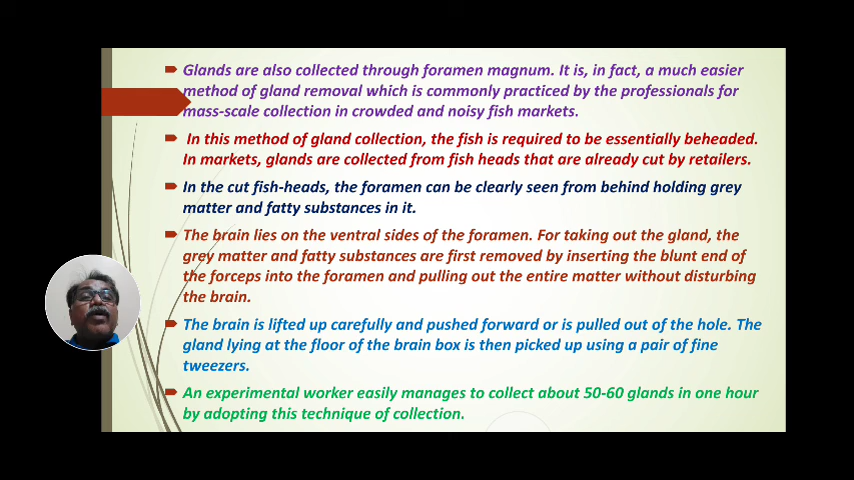 Glands are also collected through foramen magnum. It is, in fact, a much easier
method of gland removal which is commonly practiced by the professionals for
mass-scale collection in crowded and noisy fish markets.
In this method of gland collection, the fish is required to be essentially beheaded.
In markets, glands are collected from fish heads that are already cut by retailers.
In the cut fish-heads, the foramen can be clearly seen from behind holding grey
matter and fatty substances in it.
The brain lies on the ventral sides of the foramen. For taking out the gland, the
grey matter and fatty substances are first removed by inserting the blunt end of
the forceps into the foramen and pulling out the entire matter without disturbing
the brain.
The brain is lifted up carefully and pushed forward or is pulled out of the hole. The
gland lying at the floor of the brain box is then picked up using a pair of fine
tweezers.
An experimental worker easily manages to collect about 50-60 glands in one hour
by adopting this technique of collection.